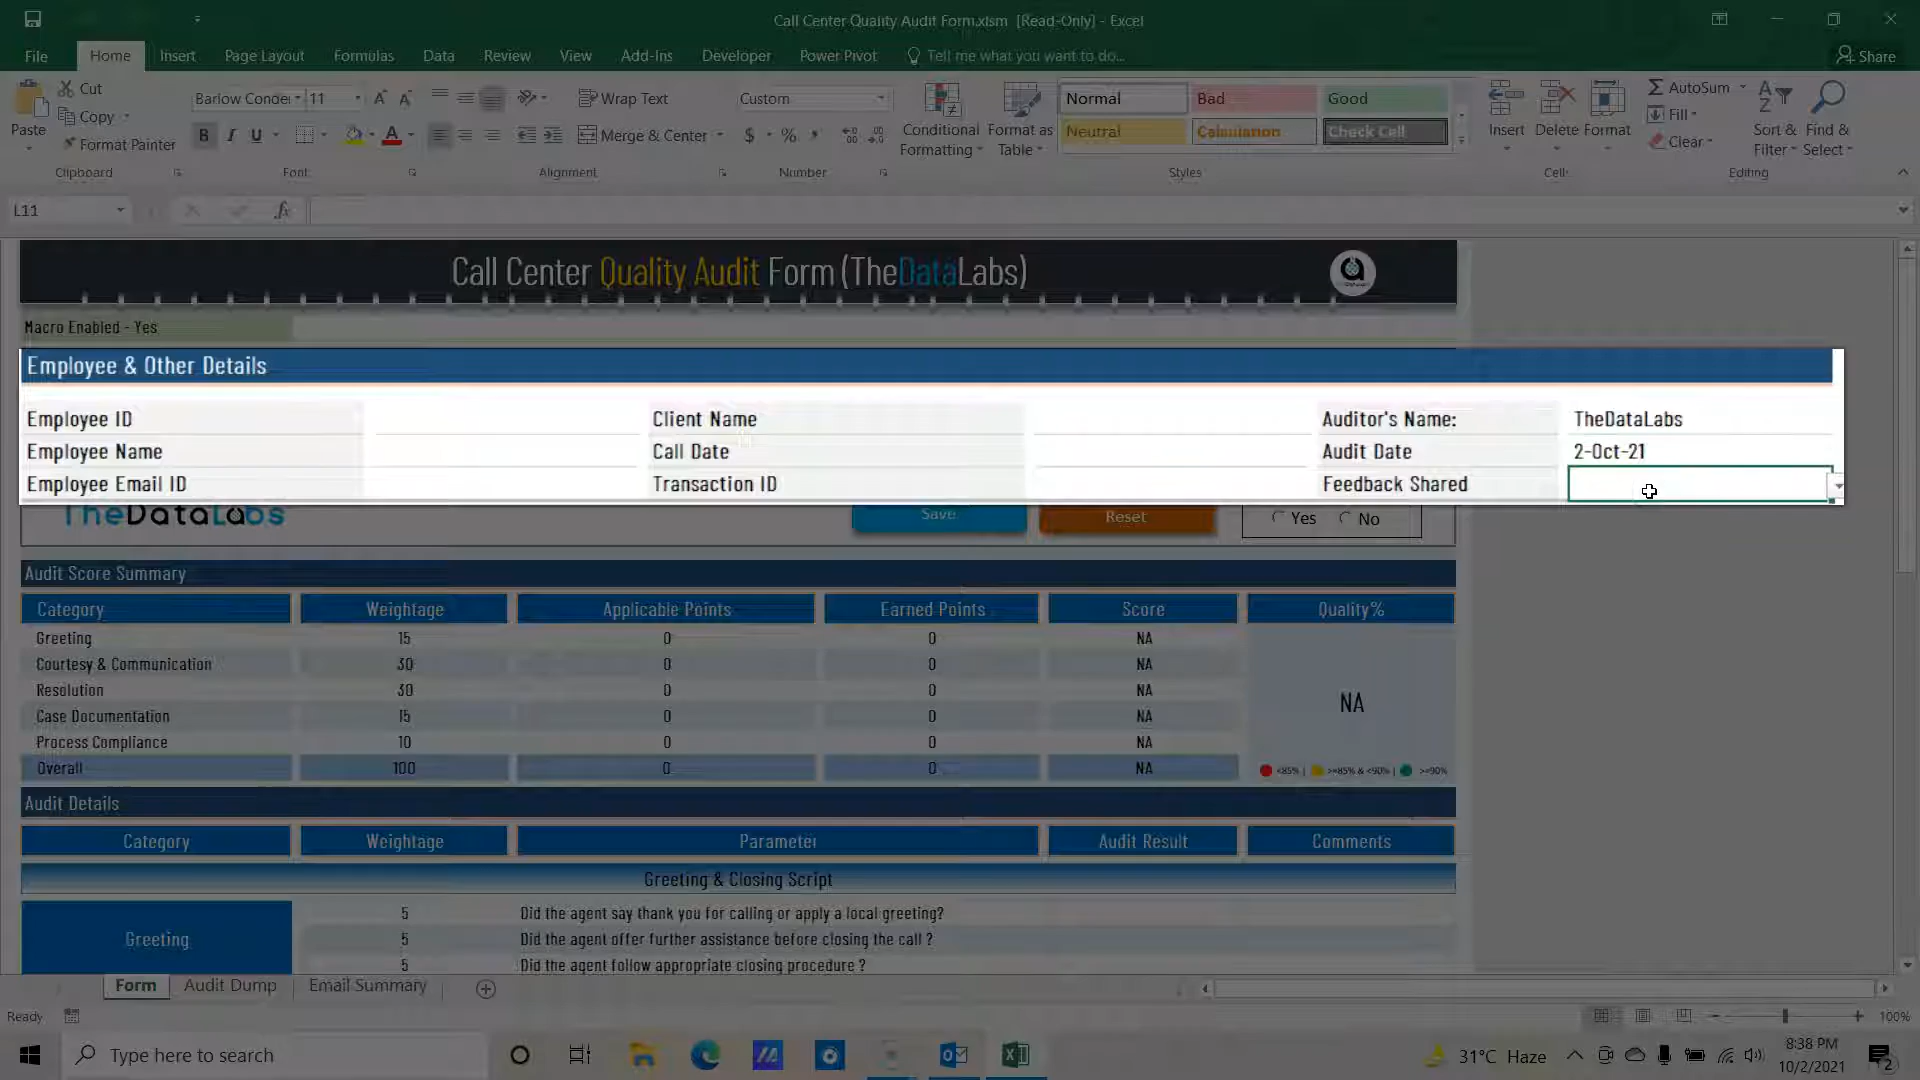 Call Center Quality Audit Form.xlsm [Read-Only] - Excel
File Home Insert Page Layout Formulas Data Review View Add-Ins Developer Power Pivot Tell me what you want to do... Share
Paste Cut Copy Format Painter
Barlow Conder 11
B I U A
Wrap Text
Merge & Center
Custom
$ % ,
Conditional Formatting
Format as Table
Normal Bad Good
Neutral Calculation Check Cell
Insert Delete Format
AutoSum
Fill
Clear
Sort & Filter
Find & Select
Clipboard Font Alignment Number Styles Cells Editing
L11 fx
Call Center Quality Audit Form (TheDataLabs)
Macro Enabled - Yes
Employee & Other Details
Employee ID Client Name Auditor's Name: TheDataLabs
Employee Name Call Date Audit Date 2-Oct-21
Employee Email ID Transaction ID Feedback Shared
TheDataLabs Save Reset Yes No
Audit Score Summary
Category Weightage Applicable Points Earned Points Score Quality%
Greeting 15 0 0 NA
Courtesy & Communication 30 0 0 NA
Resolution 30 0 0 NA
NA
Case Documentation 15 0 0 NA
Process Compliance 10 0 0 NA
Overall 100 0 0 NA
<85% | >=85% & <90% | >=90%
Audit Details
Category Weightage Parameter Audit Result Comments
Greeting & Closing Script
Greeting
5 Did the agent say thank you for calling or apply a local greeting?
5 Did the agent offer further assistance before closing the call ?
5 Did the agent follow appropriate closing procedure ?
Form Audit Dump Email Summary
Ready 100%
Type here to search
31°C Haze
8:38 PM
10/2/2021
2